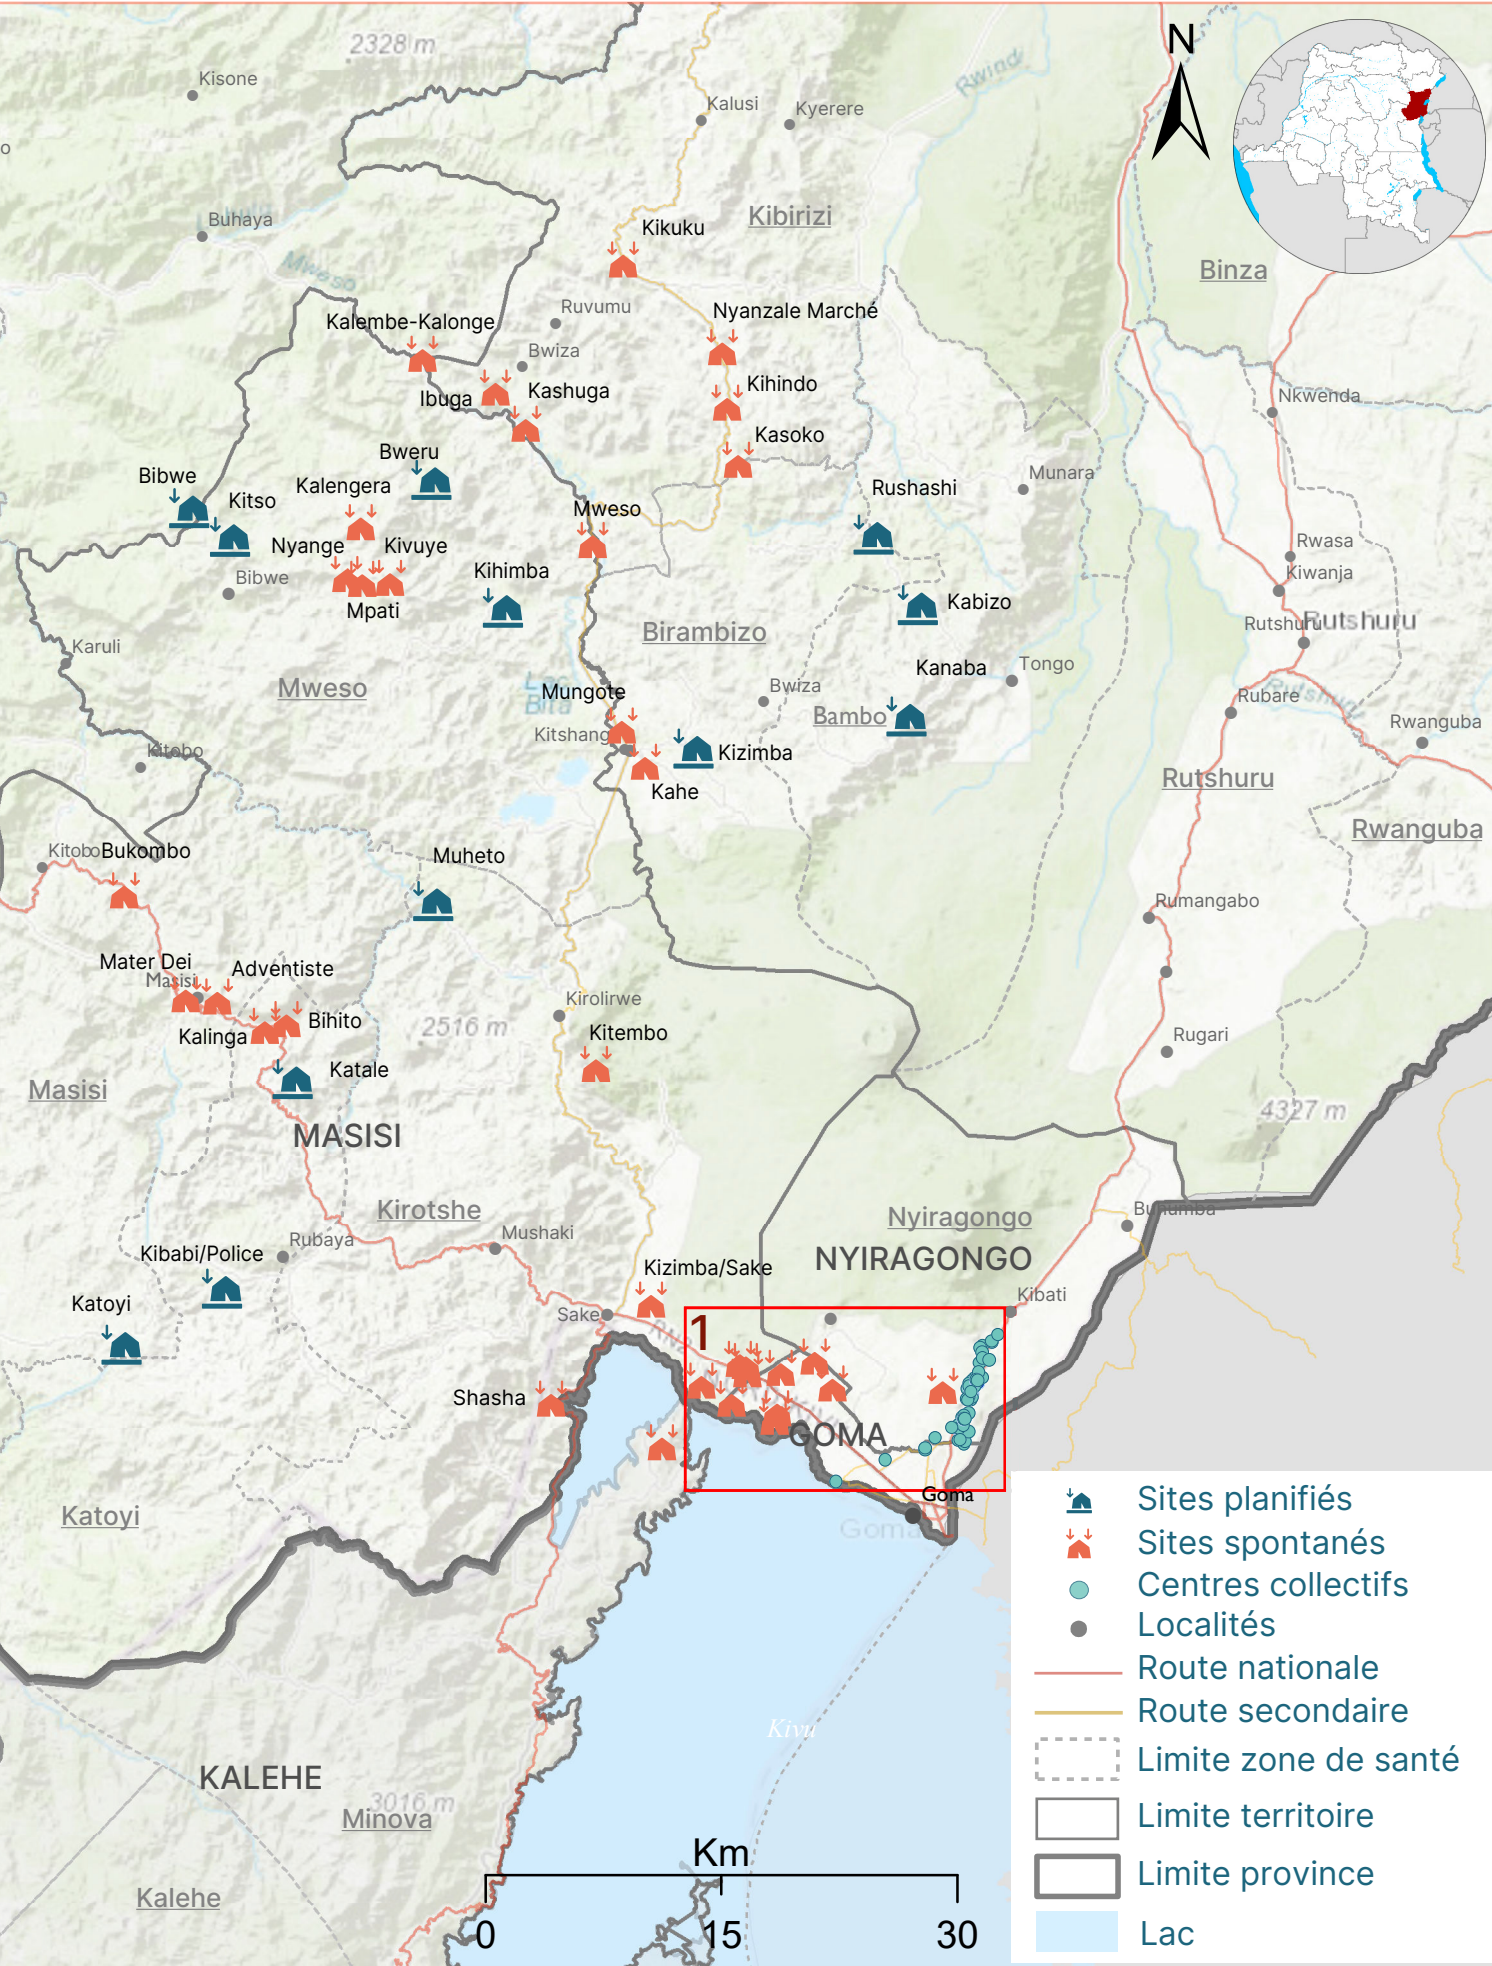 2328 m
N
Kisone
Kalusi
Kyerere
Rwind
o
Buhaya
Kikuku
Kibirizi
Mweso
Binza
Ruvumu
Nyanzale Marché
Kalembe-Kalonge
Bwiza
Kihindo
Ibuga
Kashuga
Nkwenda
Kasoko
Bweru
Bibwe
Kitso
Kalengera
Rushashi
Munara
Mweso
Rwasa
Nyange
Kivuye
Bibwe
Kihimba
Kiwanja
Mpati
Kabizo
Birambizo
Rutshuru
Rutshuru
Karuli
Mweso
Kanaba
Tongo
Mungote
Bwiza
Rubare
Rutshuru
Bambo
Rwanguba
Kitshang
Kitobo
Kizimba
Kahe
Rutshuru
Rwanguba
Kitobo
Bukombo
Muheto
Rumangabo
Mater Dei
Adventiste
Masisi
Kirolirwe
Kalinga
Bihito
2516 m
Kitembo
Rugari
Katale
Masisi
4327 m
MASISI
Kirotshe
Nyiragongo
Mushaki
Rubaya
Buhumba
Kibabi/Police
NYIRAGONGO
Kizimba/Sake
Katoyi
Kibati
Sake
1
Shasha
GOMA
Goma
Goma
Katoyi
Kivu
KALEHE
3016 m
Minova
Kalehe
Km
0
15
30
Sites planifiés
Sites spontanés
Centres collectifs
Localités
Route nationale
Route secondaire
Limite zone de santé
Limite territoire
Limite province
Lac